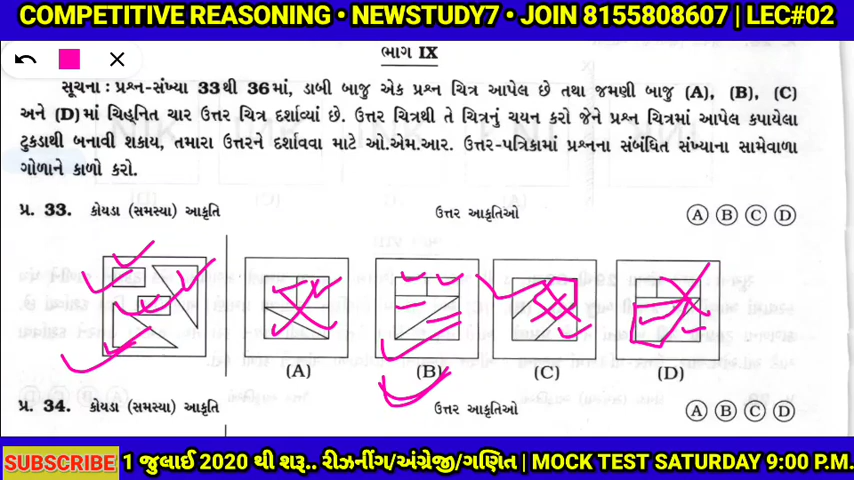 COMPETITIVE REASONING • NEWSTUDY7 • JOIN 8155808607 | LEC#02
ભાગ IX
સૂચના : પ્રશ્ન-સંખ્યા 33થી 36માં, ડાબી બાજુ એક પ્રશ્ન ચિત્ર આપેલ છે તથા જમણી બાજુ (A), (B), (C)
અને (D)માં ચિહ્નિત ચાર ઉત્તર ચિત્ર દર્શાવ્યાં છે. ઉત્તર ચિત્રથી તે ચિત્રનું ચયન કરો જેને પ્રશ્ન ચિત્રમાં આપેલ કપાયેલા
ટુકડાથી બનાવી શકાય, તમારા ઉત્તરને દર્શાવવા માટે ઓ.એમ.આર. ઉત્તર-પત્રિકામાં પ્રશ્નના સંબંધિત સંખ્યાના સામેવાળા
ગોળાને કાળો કરો.
પ્ર. 33. કોયડા (સમસ્યા) આકૃતિ ઉત્તર આકૃતિઓ A B C D
(A) (B) (C) (D)
પ્ર. 34. કોયડા (સમસ્યા) આકૃતિ ઉત્તર આકૃતિઓ A B C D
SUBSCRIBE 1 જુલાઈ 2020 થી શરૂ.. રીઝનીંગ/અંગ્રેજી/ગણિત | MOCK TEST SATURDAY 9:00 P.M.